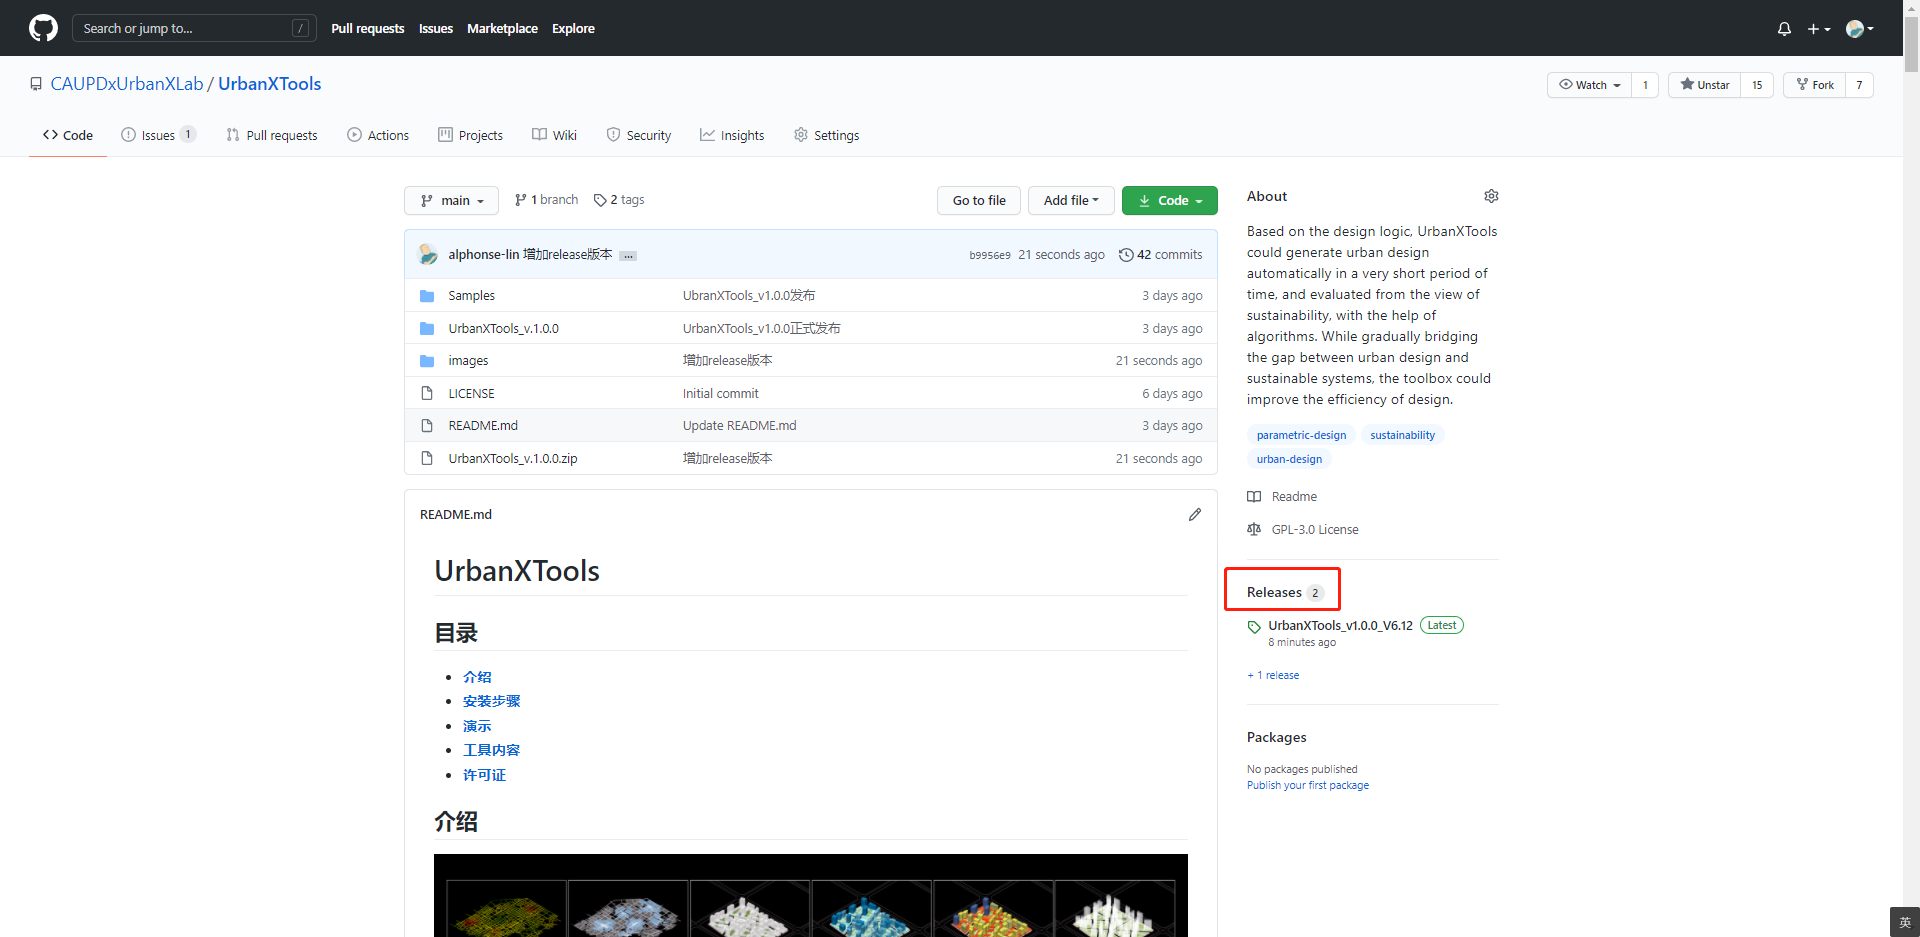 Search or jump to... /
Pull requests Issues Marketplace Explore
CAUPDxUrbanXLab / UrbanXTools
Watch 1 Unstar 15 Fork 7
Code Issues 1 Pull requests Actions Projects Wiki Security Insights Settings
main 1 branch 2 tags Go to file Add file Code
alphonse-lin 增加release版本 ... b9956e9 21 seconds ago 42 commits
Samples UbranXTools_v1.0.0发布 3 days ago
UrbanXTools_v.1.0.0 UrbanXTools_v1.0.0正式发布 3 days ago
images 增加release版本 21 seconds ago
LICENSE Initial commit 6 days ago
README.md Update README.md 3 days ago
UrbanXTools_v.1.0.0.zip 增加release版本 21 seconds ago
README.md
UrbanXTools
目录
介绍
安装步骤
演示
工具内容
许可证
介绍
About
Based on the design logic, UrbanXTools
could generate urban design
automatically in a very short period of
time, and evaluated from the view of
sustainability, with the help of
algorithms. While gradually bridging
the gap between urban design and
sustainable systems, the toolbox could
improve the efficiency of design.
parametric-design sustainability
urban-design
Readme
GPL-3.0 License
Releases 2
UrbanXTools_v1.0.0_V6.12 Latest
8 minutes ago
+ 1 release
Packages
No packages published
Publish your first package
英